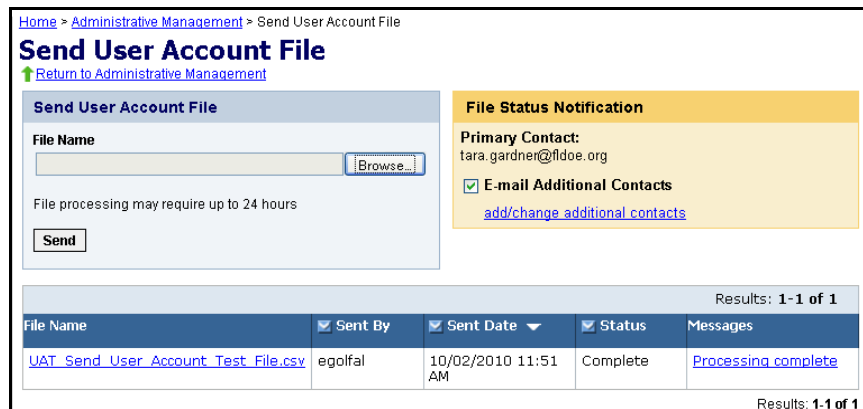 Home > Administrative Management > Send User Account File
Send User Account File
Return to Administrative Management
Send User Account File
File Name
Browse...
File processing may require up to 24 hours
Send
File Status Notification
Primary Contact:
tara.gardner@fldoe.org
E-mail Additional Contacts
add/change additional contacts
Results: 1-1 of 1
File Name Sent By Sent Date Status Messages
UAT_Send_User_Account_Test_File.csv egolfal 10/02/2010 11:51 AM Complete Processing complete
Results: 1-1 of 1